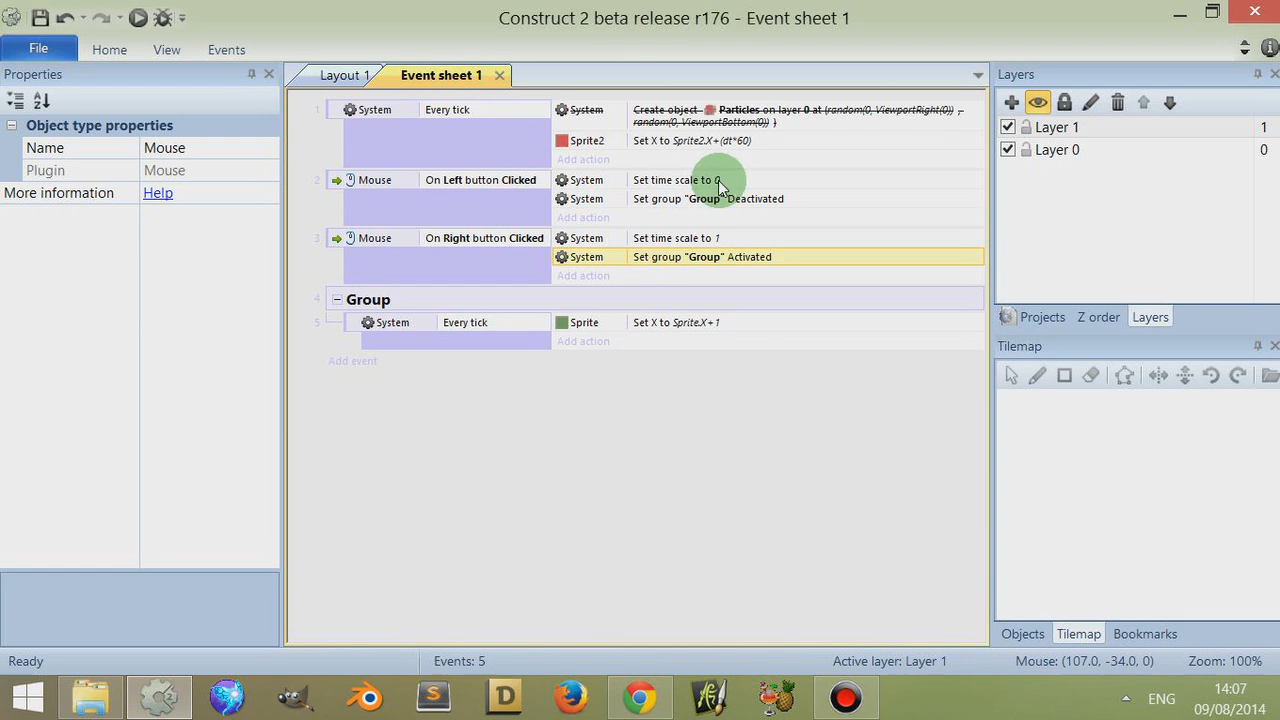 Construct 2 beta release r176 - Event sheet 1
File
Home
View
Events
Properties
Object type properties
Name
Mouse
Plugin
Mouse
More information
Help
Layout 1
Event sheet 1
1
System
Every tick
System
Create object Particles on layer 0 at (random(0, ViewportRight(0)) ,
random(0, ViewportBottom(0)) )
Sprite2
Set X to Sprite2.X+(dt*60)
Add action
2
Mouse
On Left button Clicked
System
Set time scale to 0
System
Set group "Group" Deactivated
Add action
3
Mouse
On Right button Clicked
System
Set time scale to 1
System
Set group "Group" Activated
Add action
4
Group
5
System
Every tick
Sprite
Set X to Sprite.X+1
Add action
Add event
Layers
Layer 1
1
Layer 0
0
Projects
Z order
Layers
Tilemap
Objects
Tilemap
Bookmarks
Ready
Events: 5
Active layer: Layer 1
Mouse: (107.0, -34.0, 0)
Zoom: 100%
S
D
ENG
14:07
09/08/2014